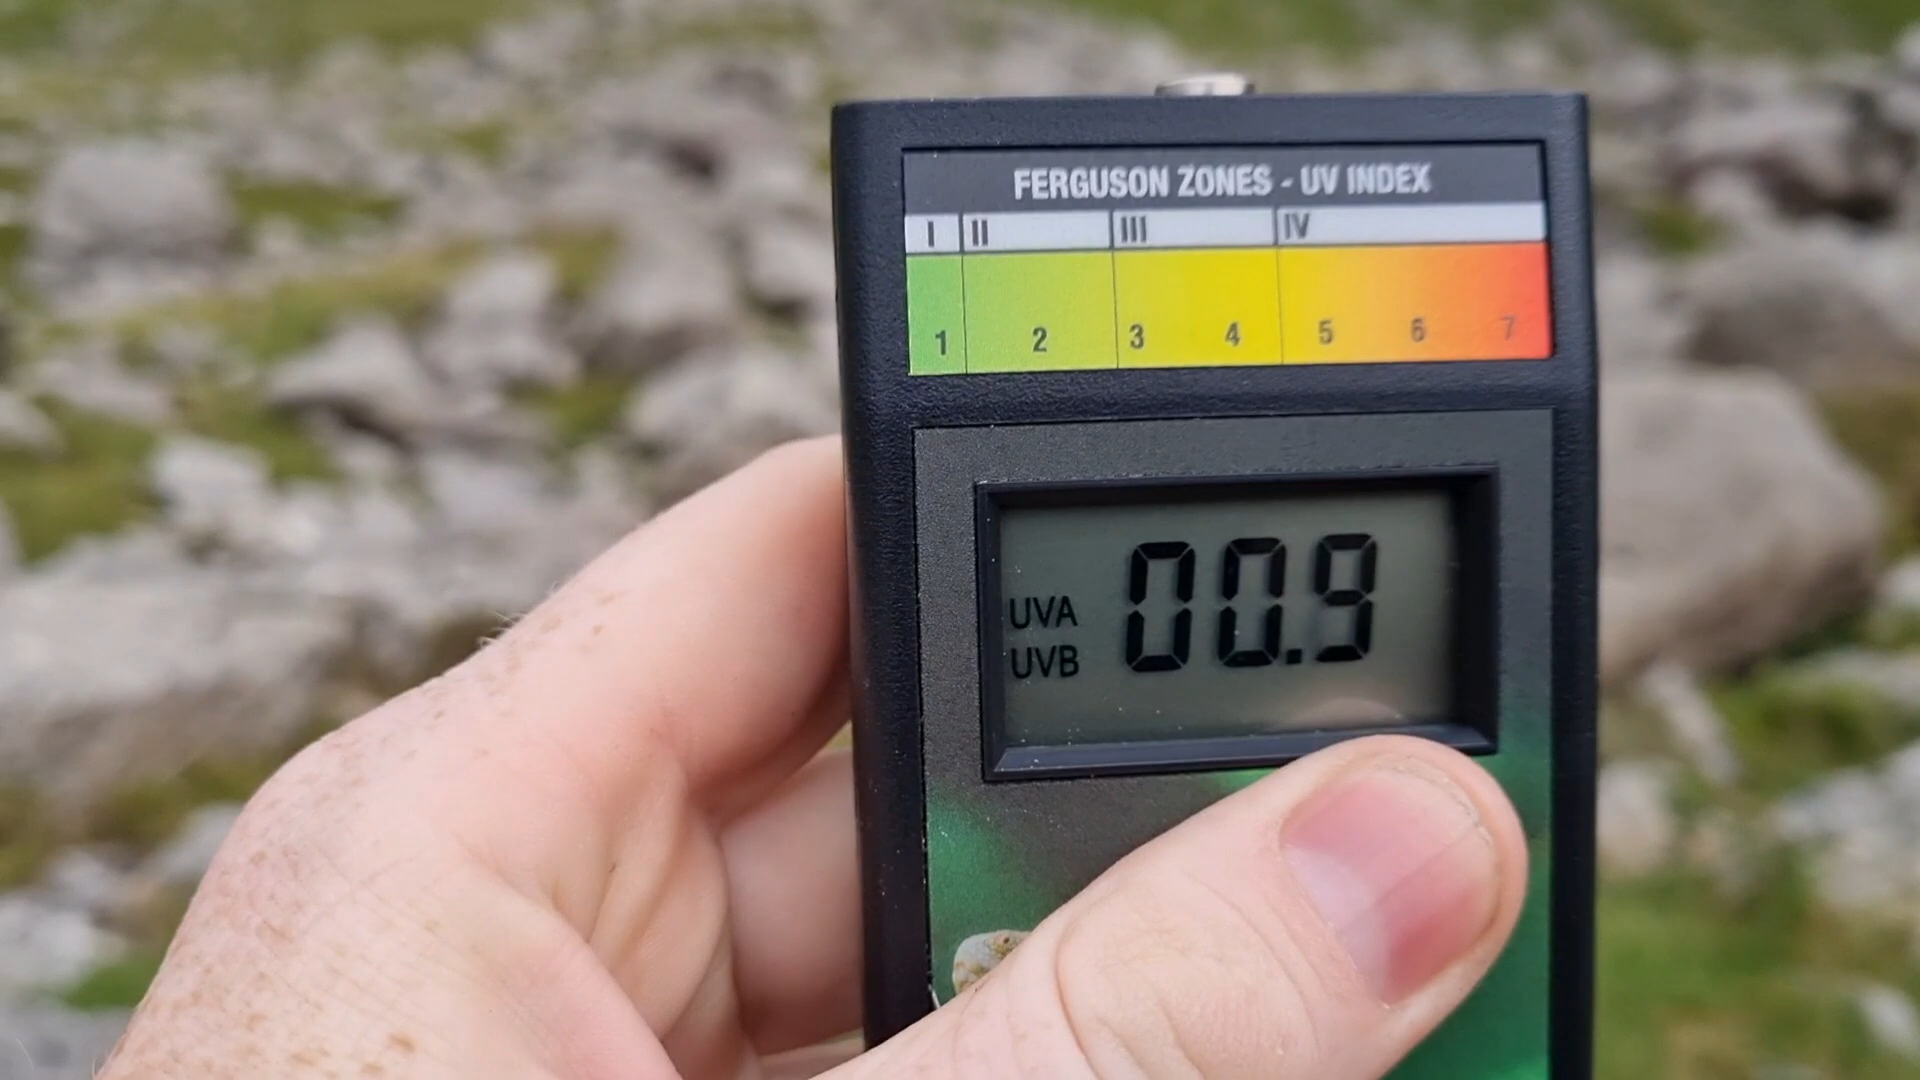 FERGUSON ZONES - UV INDEX
I II III IV
1 2 3 4 5 6 7
UVA
UVB
00.9